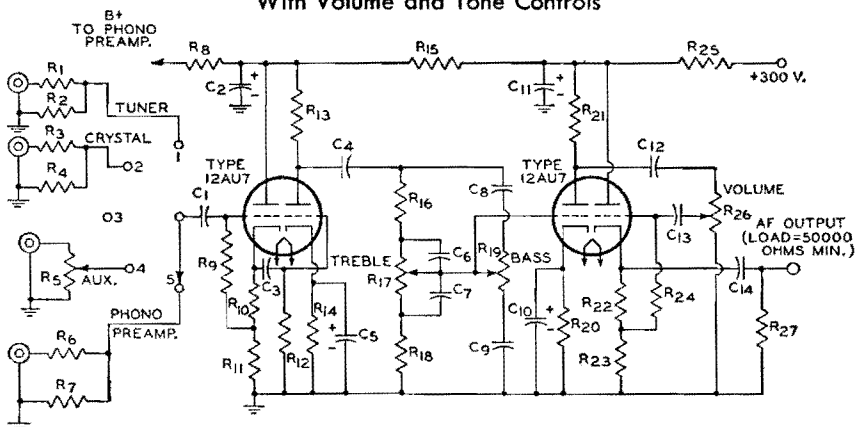 With Volume and Tone Controls
B+
TO PHONO
PREAMP.
R8
R15
R25
+300 V.
C2
+
-
C11
+
-
R1
R2
TUNER
R13
R21
R3
CRYSTAL
R4
1
2
C4
C12
TYPE
12AU7
TYPE
12AU7
C1
R16
C8
VOLUME
R26
3
C13
AF OUTPUT
(LOAD=50000
OHMS MIN.)
R5
AUX.
4
5
R9
C3
TREBLE
R17
C6
C7
R19
BASS
C14
R10
R14
+
-
C5
C10
+
-
R20
R22
R24
PHONO
PREAMP.
R6
R7
R11
R12
R18
C9
R23
R27